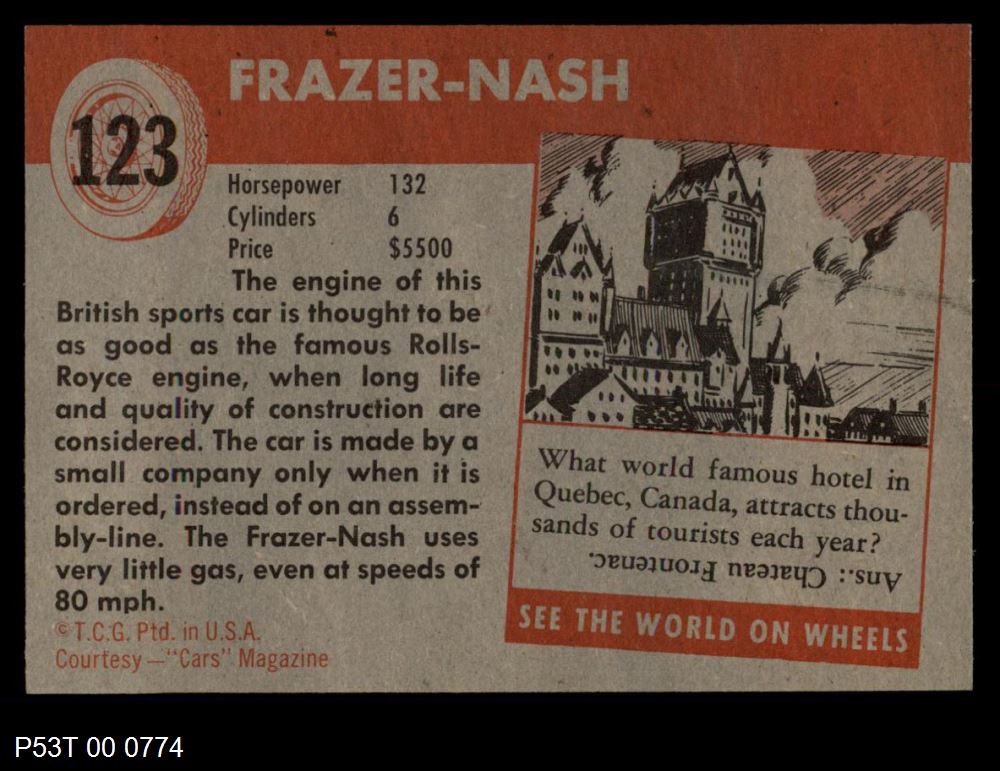 FRAZER-NASH
123
Horsepower 132
Cylinders 6
Price $5500
The engine of this
British sports car is thought to be
as good as the famous Rolls-
Royce engine, when long life
and quality of construction are
considered. The car is made by a
small company only when it is
ordered, instead of on an assem-
bly-line. The Frazer-Nash uses
very little gas, even at speeds of
80 mph.
© T.C.G. Ptd. in U.S.A.
Courtesy—"Cars" Magazine
What world famous hotel in
Quebec, Canada, attracts thou-
sands of tourists each year?
Ans.: Chateau Frontenac.
SEE THE WORLD ON WHEELS
P53T 00 0774